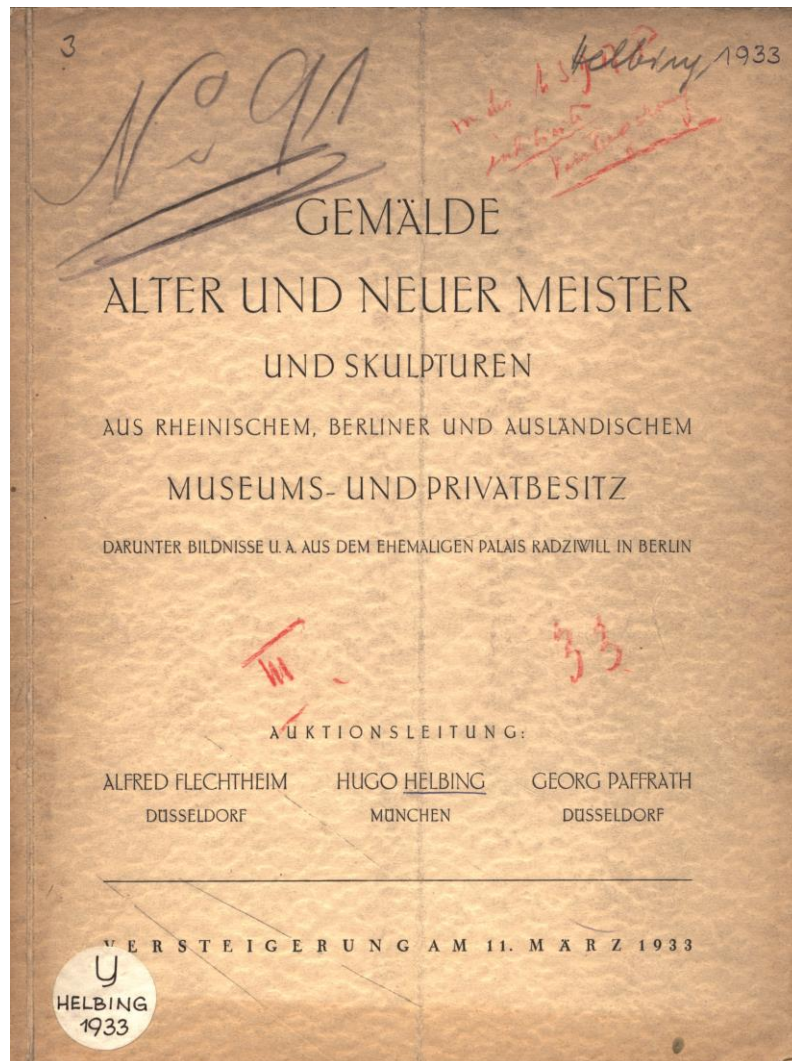 3
Helbing, 1933
No 91
GEMÄLDE
ALTER UND NEUER MEISTER
UND SKULPTUREN
AUS RHEINISCHEM, BERLINER UND AUSLÄNDISCHEM
MUSEUMS- UND PRIVATBESITZ
DARUNTER BILDNISSE U. A. AUS DEM EHEMALIGEN PALAIS RADZIWILL IN BERLIN
III 33
AUKTIONSLEITUNG:
ALFRED FLECHTHEIM HUGO HELBING GEORG PAFFRATH
DÜSSELDORF MÜNCHEN DÜSSELDORF
VERSTEIGERUNG AM 11. MÄRZ 1933
Y
HELBING
1933